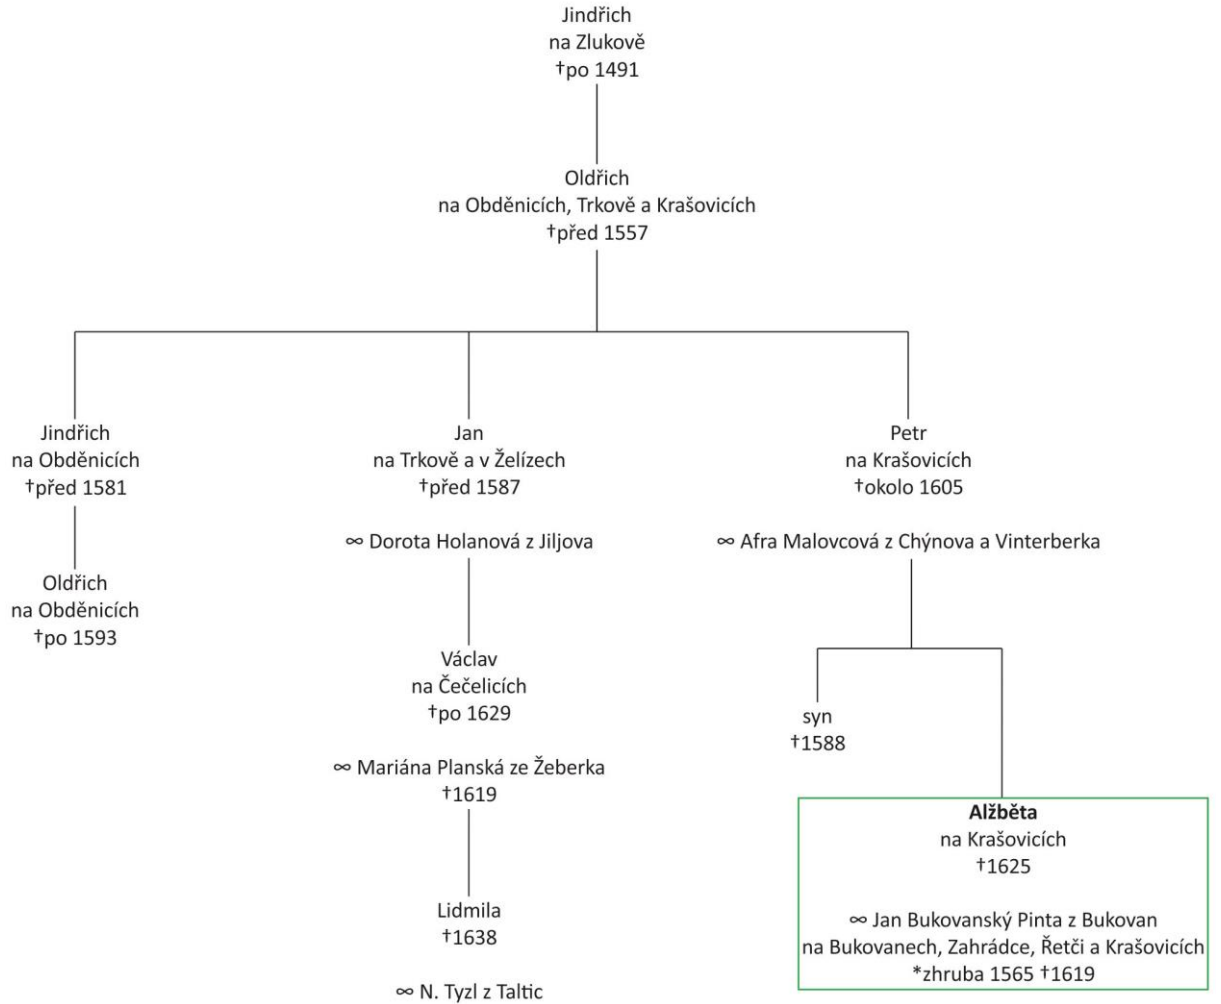 Jindřich
na Zlukově
†po 1491
Oldřich
na Obděnicích, Trkově a Krašovicích
†před 1557
Jindřich
na Obděnicích
†před 1581
Oldřich
na Obděnicích
†po 1593
Jan
na Trkově a v Želízech
†před 1587
∞ Dorota Holanová z Jiljova
Václav
na Čečelicích
†po 1629
∞ Mariána Planská ze Žeberka
†1619
Lidmila
†1638
∞ N. Tyzl z Taltic
Petr
na Krašovicích
†okolo 1605
∞ Afra Malovcová z Chýnova a Vinterberka
syn
†1588
Alžběta
na Krašovicích
†1625
∞ Jan Bukovanský Pinta z Bukovan
na Bukovanech, Zahrádce, Řetči a Krašovicích
*zhruba 1565 †1619